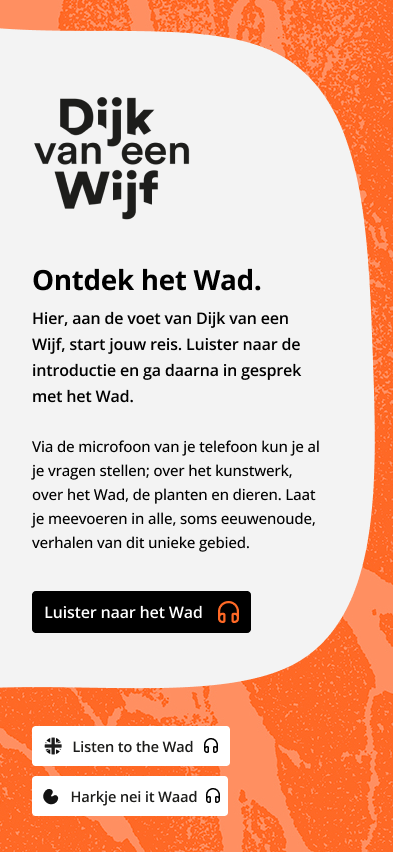 Dijk
van een
Wijf
Ontdek het Wad.
Hier, aan de voet van Dijk van een
Wijf, start jouw reis. Luister naar de
introductie en ga daarna in gesprek
met het Wad.
Via de microfoon van je telefoon kun je al
je vragen stellen; over het kunstwerk,
over het Wad, de planten en dieren. Laat
je meevoeren in alle, soms eeuwenoude,
verhalen van dit unieke gebied.
Luister naar het Wad
Listen to the Wad
Harkje nei it Waad